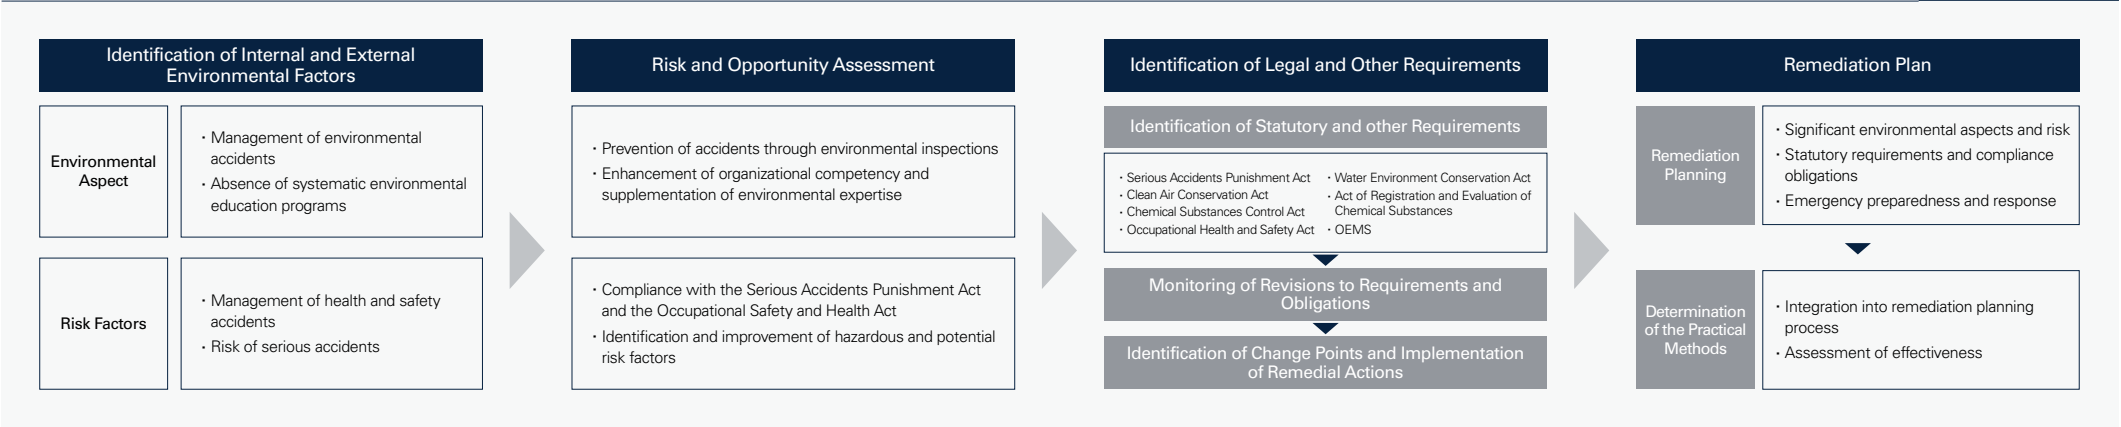 Identification of Internal and External
Environmental Factors
Environmental
Aspect
· Management of environmental
accidents
· Absence of systematic environmental
education programs
Risk Factors
· Management of health and safety
accidents
· Risk of serious accidents
Risk and Opportunity Assessment
· Prevention of accidents through environmental inspections
· Enhancement of organizational competency and
supplementation of environmental expertise
· Compliance with the Serious Accidents Punishment Act
and the Occupational Safety and Health Act
· Identification and improvement of hazardous and potential
risk factors
Identification of Legal and Other Requirements
Identification of Statutory and other Requirements
· Serious Accidents Punishment Act
· Clean Air Conservation Act
· Chemical Substances Control Act
· Occupational Health and Safety Act
· Water Environment Conservation Act
· Act of Registration and Evaluation of
Chemical Substances
· OEMS
Monitoring of Revisions to Requirements and
Obligations
Identification of Change Points and Implementation
of Remedial Actions
Remediation Plan
Remediation
Planning
· Significant environmental aspects and risk
· Statutory requirements and compliance
obligations
· Emergency preparedness and response
Determination
of the Practical
Methods
· Integration into remediation planning
process
· Assessment of effectiveness